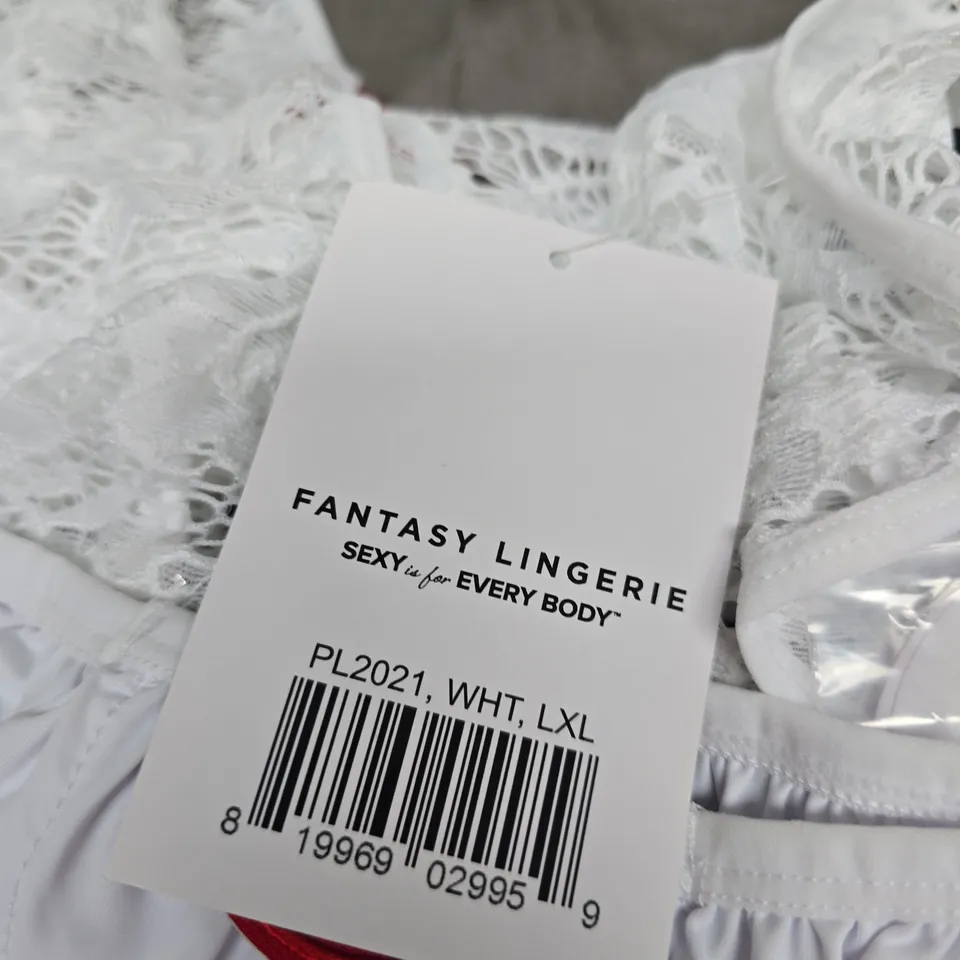 FANTASY LINGERIE
SEXY is for EVERY BODY™
PL2021, WHT, LXL
8 19969 02995 9